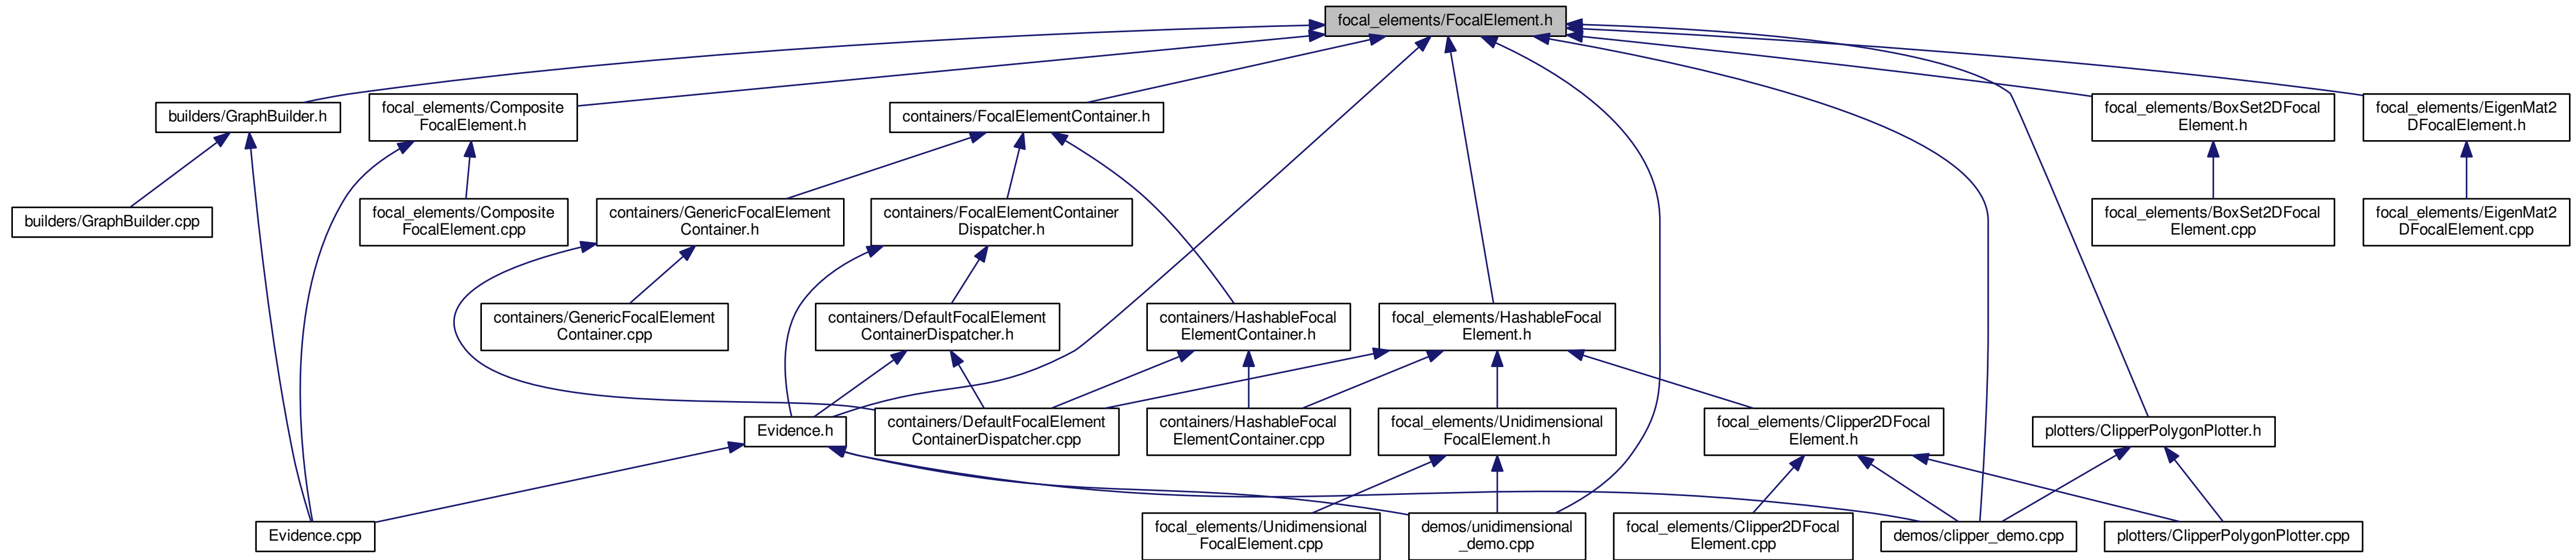 focal_elements/FocalElement.h
builders/GraphBuilder.h
focal_elements/Composite
FocalElement.h
containers/FocalElementContainer.h
focal_elements/BoxSet2DFocal
Element.h
focal_elements/EigenMat2
DFocalElement.h
builders/GraphBuilder.cpp
focal_elements/Composite
FocalElement.cpp
containers/GenericFocalElement
Container.h
containers/FocalElementContainer
Dispatcher.h
focal_elements/BoxSet2DFocal
Element.cpp
focal_elements/EigenMat2
DFocalElement.cpp
containers/GenericFocalElement
Container.cpp
containers/DefaultFocalElement
ContainerDispatcher.h
containers/HashableFocal
ElementContainer.h
focal_elements/HashableFocal
Element.h
Evidence.h
containers/DefaultFocalElement
ContainerDispatcher.cpp
containers/HashableFocal
ElementContainer.cpp
focal_elements/Unidimensional
FocalElement.h
focal_elements/Clipper2DFocal
Element.h
plotters/ClipperPolygonPlotter.h
Evidence.cpp
focal_elements/Unidimensional
FocalElement.cpp
demos/unidimensional
_demo.cpp
focal_elements/Clipper2DFocal
Element.cpp
demos/clipper_demo.cpp
plotters/ClipperPolygonPlotter.cpp